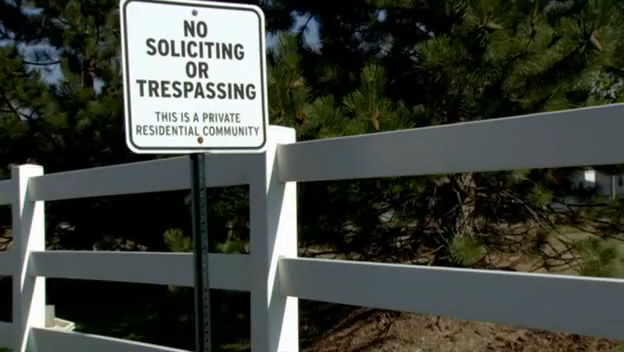 NO
SOLICITING
OR
TRESPASSING
THIS IS A PRIVATE
RESIDENTIAL COMMUNITY